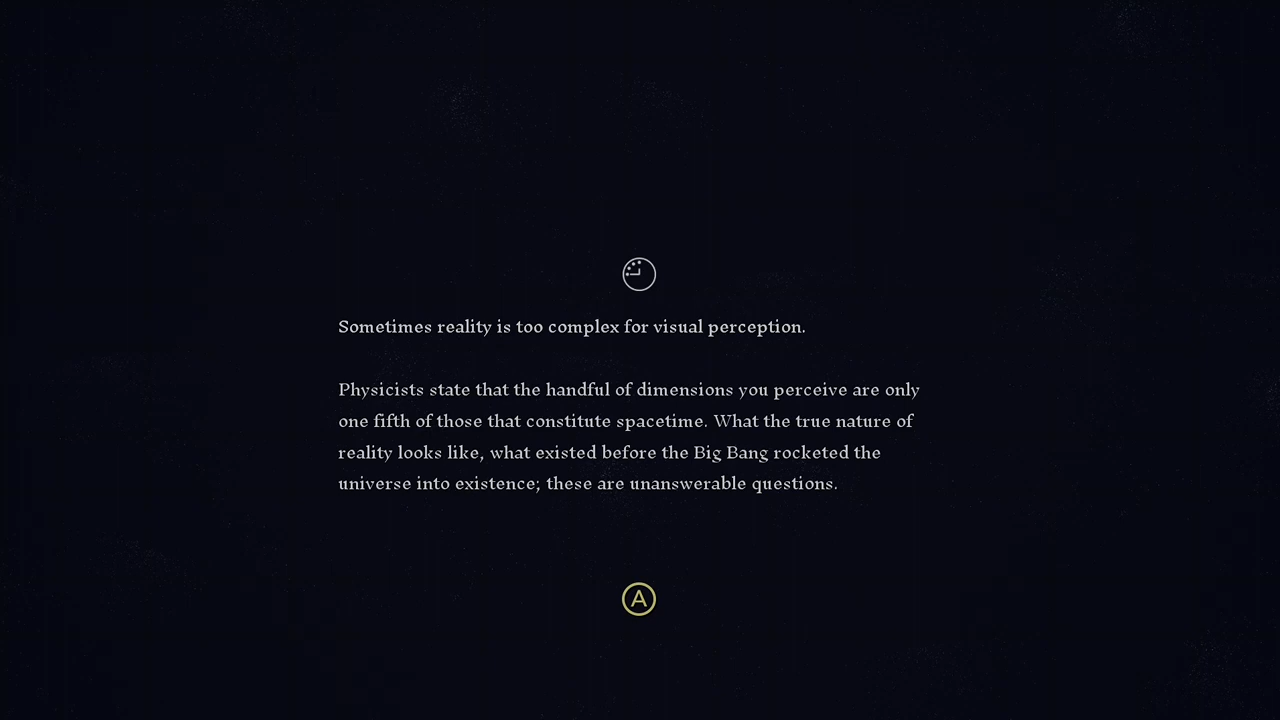 Sometimes reality is too complex for visual perception.
Physicists state that the handful of dimensions you perceive are only
one fifth of those that constitute spacetime. What the true nature of
reality looks like, what existed before the Big Bang rocketed the
universe into existence; these are unanswerable questions.
A